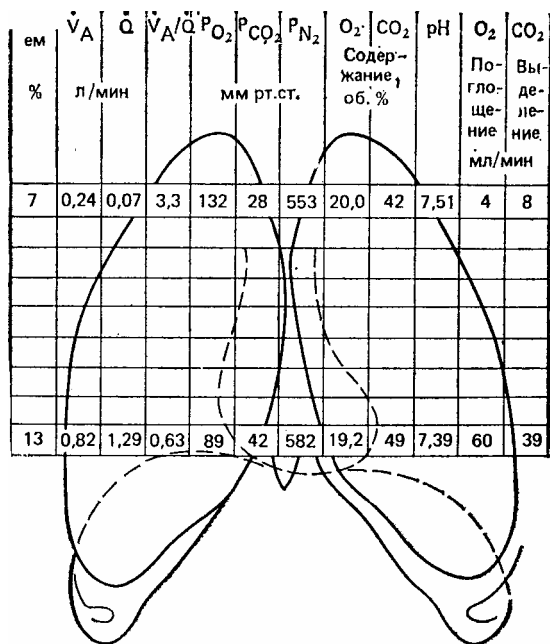 ем V̇A Q̇ V̇A/Q̇ PO₂ PCO₂ PN₂ O₂ CO₂ pH O₂ CO₂
% л/мин мм рт.ст. Содер-
жание,
об. % По-
гло-
ще-
ние Вы-
де-
ле-
ние
мл/мин
7 0,24 0,07 3,3 132 28 553 20,0 42 7,51 4 8
13 0,82 1,29 0,63 89 42 582 19,2 49 7,39 60 39